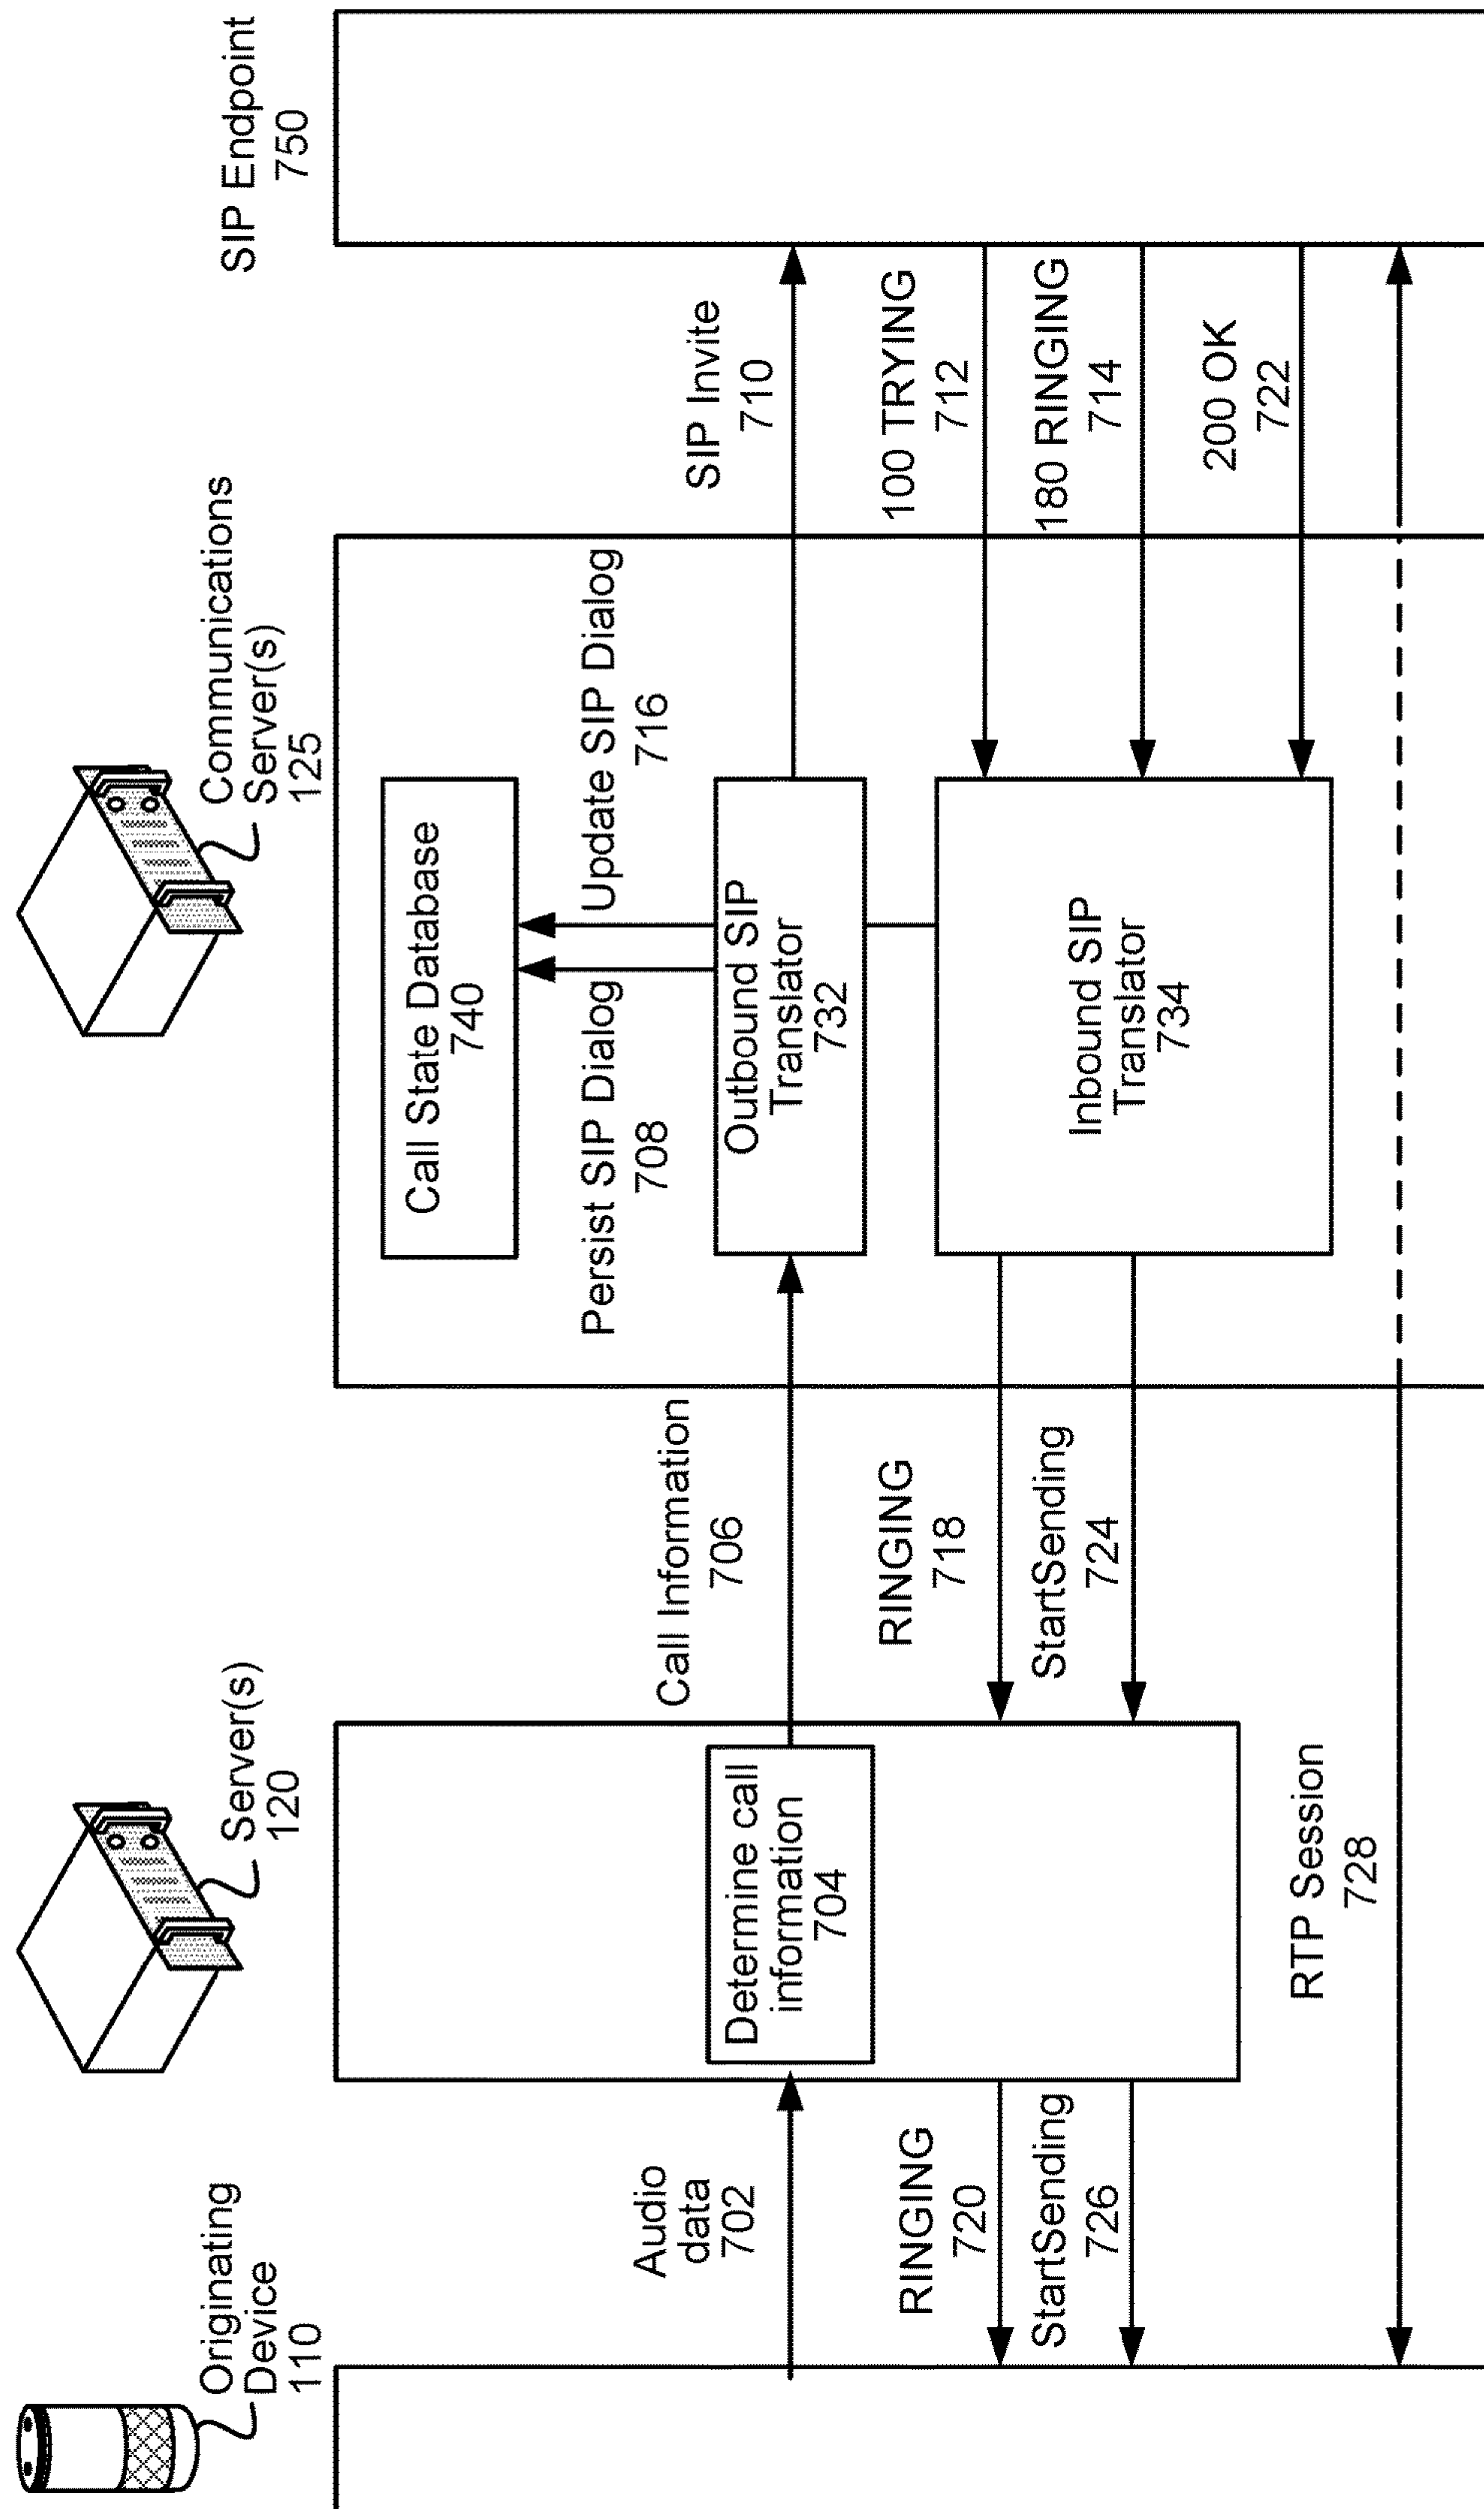 Originating
Device
110
Server(s)
120
Communications
Server(s)
125
SIP Endpoint
750
Call State Database
740
Persist SIP Dialog
708
Update SIP Dialog
716
Audio
data
702
Determine call
information
704
Call Information
706
Outbound SIP
Translator
732
SIP Invite
710
RINGING
720
RINGING
718
100 TRYING
712
StartSending
726
StartSending
724
Inbound SIP
Translator
734
180 RINGING
714
200 OK
722
RTP Session
728